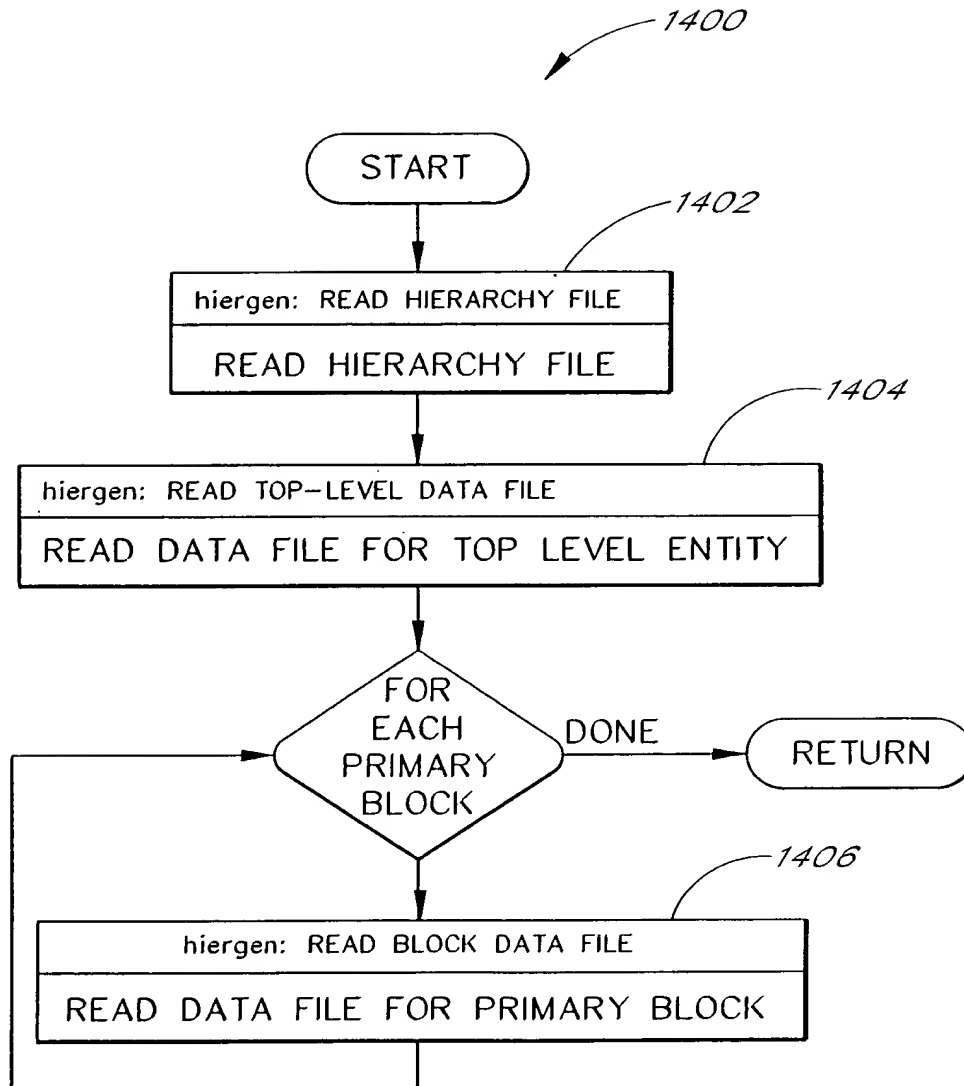 1400
START
1402
hiergen: READ HIERARCHY FILE
READ HIERARCHY FILE
1404
hiergen: READ TOP-LEVEL DATA FILE
READ DATA FILE FOR TOP LEVEL ENTITY
FOR
EACH
PRIMARY
BLOCK
DONE
RETURN
1406
hiergen: READ BLOCK DATA FILE
READ DATA FILE FOR PRIMARY BLOCK